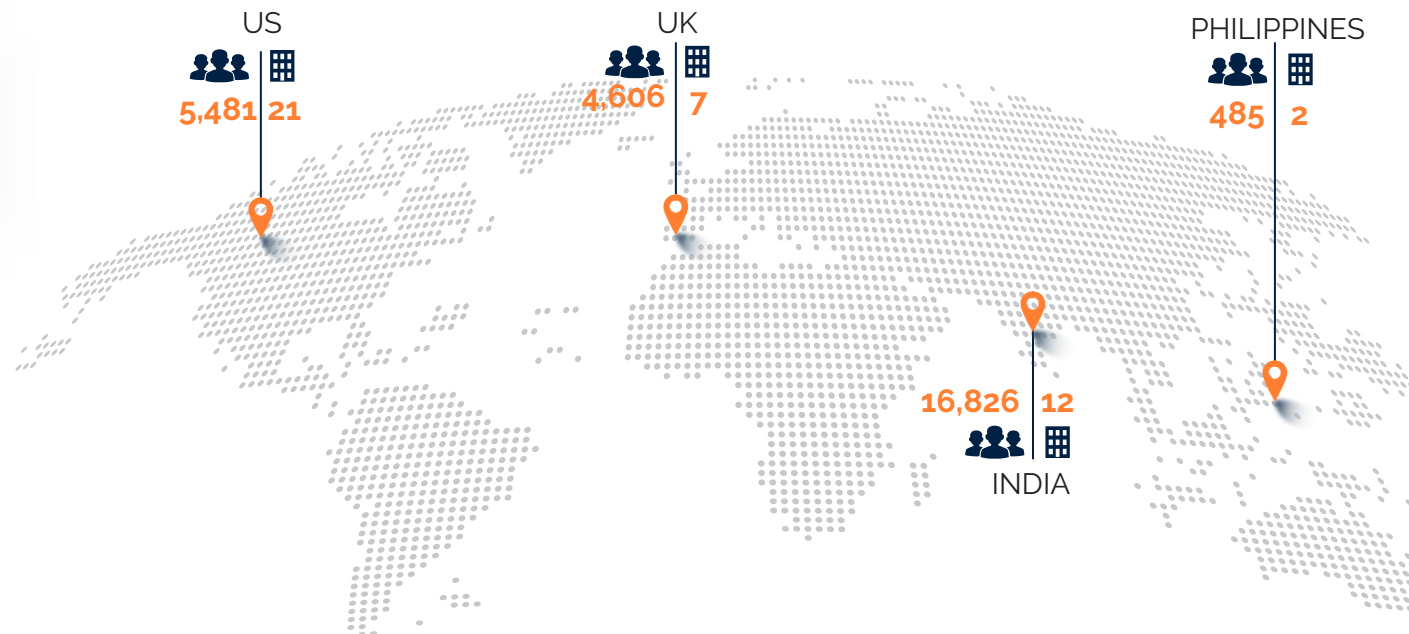 US
5,481 21
UK
4,606 7
PHILIPPINES
485 2
16,826 12
INDIA